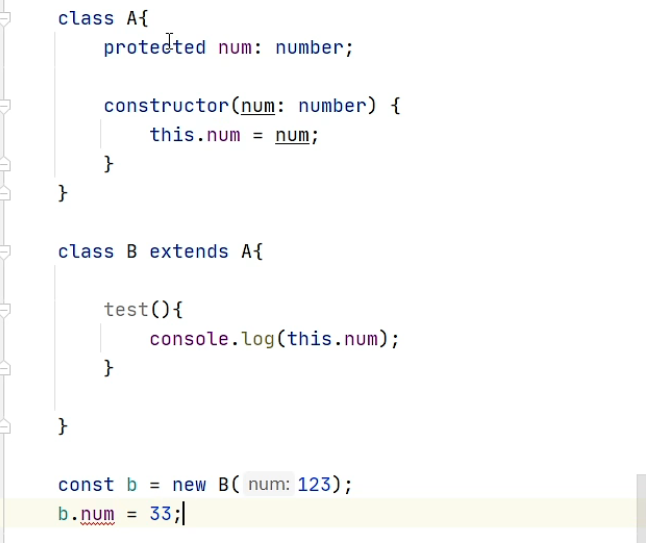 class A{
protected num: number;
constructor(num: number) {
this.num = num;
}
}
class B extends A{
test(){
console.log(this.num);
}
}
const b = new B( num: 123);
b.num = 33;